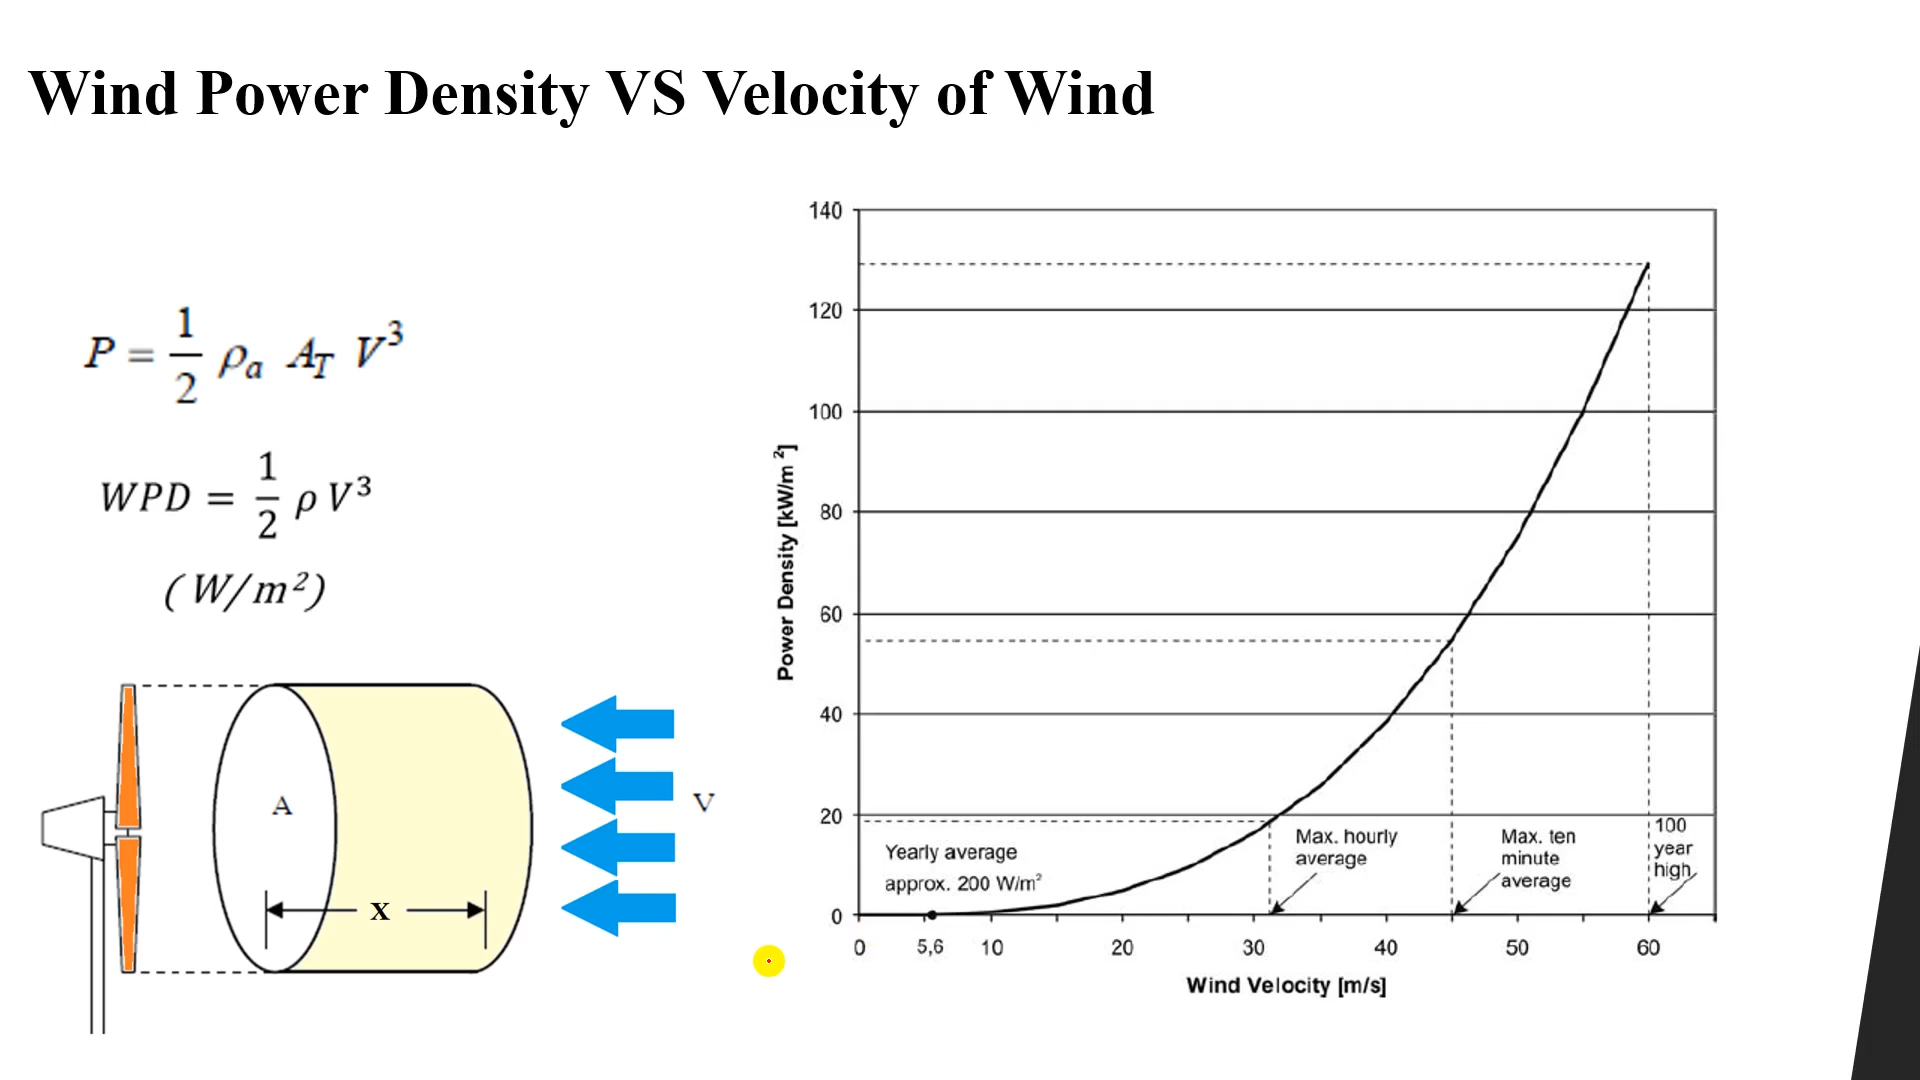 Wind Power Density VS Velocity of Wind
P = 1/2 ρₐ A_T V³
WPD = 1/2 ρ V³
(W/m²)
A
X
V
Power Density [kW/m²]
140
120
100
80
60
40
20
0
Yearly average
approx. 200 W/m²
Max. hourly
average
Max. ten
minute
average
100
year
high
0 5,6 10 20 30 40 50 60
Wind Velocity [m/s]